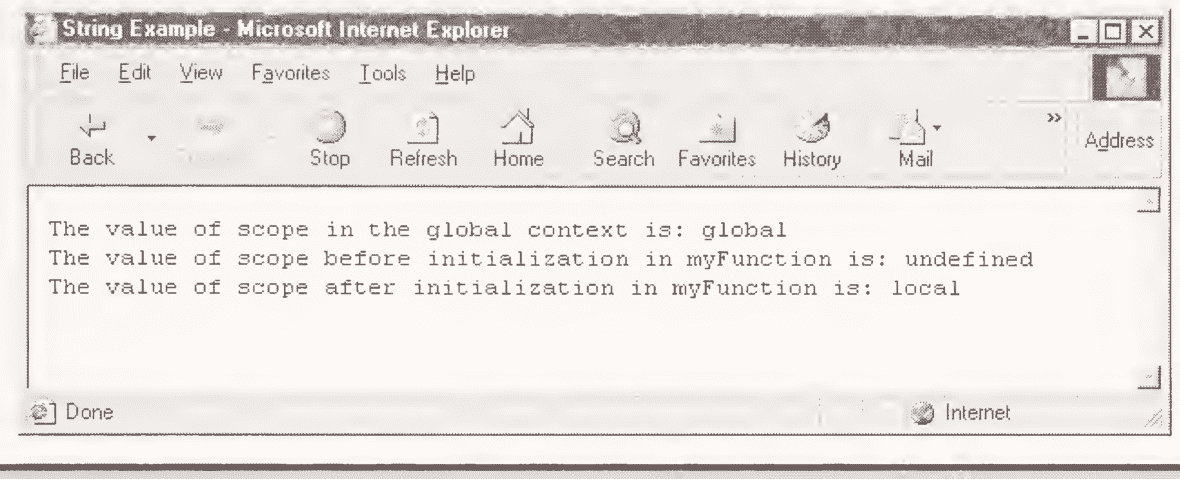 String Example - Microsoft Internet Explorer
File Edit View Favorites Tools Help
Back Stop Refresh Home Search Favorites History Mail » Address
The value of scope in the global context is: global
The value of scope before initialization in myFunction is: undefined
The value of scope after initialization in myFunction is: local
Done Internet